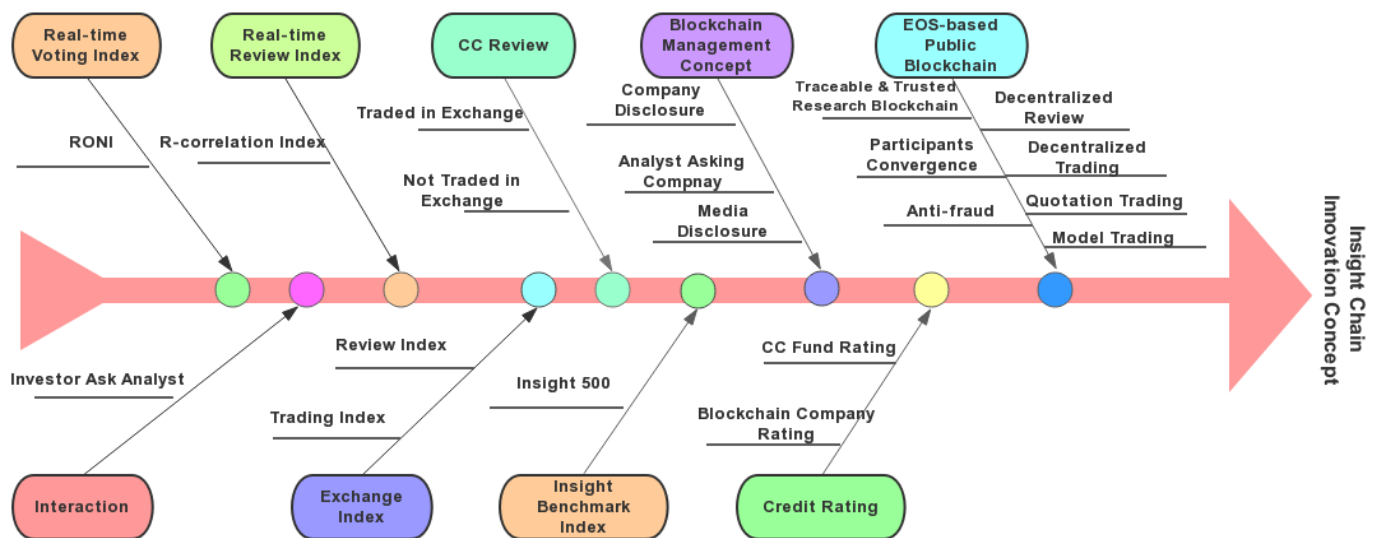 Real-time
Voting Index
Real-time
Review Index
CC Review
Blockchain
Management
Concept
EOS-based
Public
Blockchain
RONI
R-correlation Index
Traded in Exchange
Not Traded in
Exchange
Company
Disclosure
Analyst Asking
Compnay
Media
Disclosure
Traceable & Trusted
Research Blockchain
Participants
Convergence
Anti-fraud
Decentralized
Review
Decentralized
Trading
Quotation Trading
Model Trading
Insight Chain
Innovation Concept
Investor Ask Analyst
Review Index
Trading Index
Insight 500
CC Fund Rating
Blockchain Company
Rating
Interaction
Exchange
Index
Insight
Benchmark
Index
Credit Rating